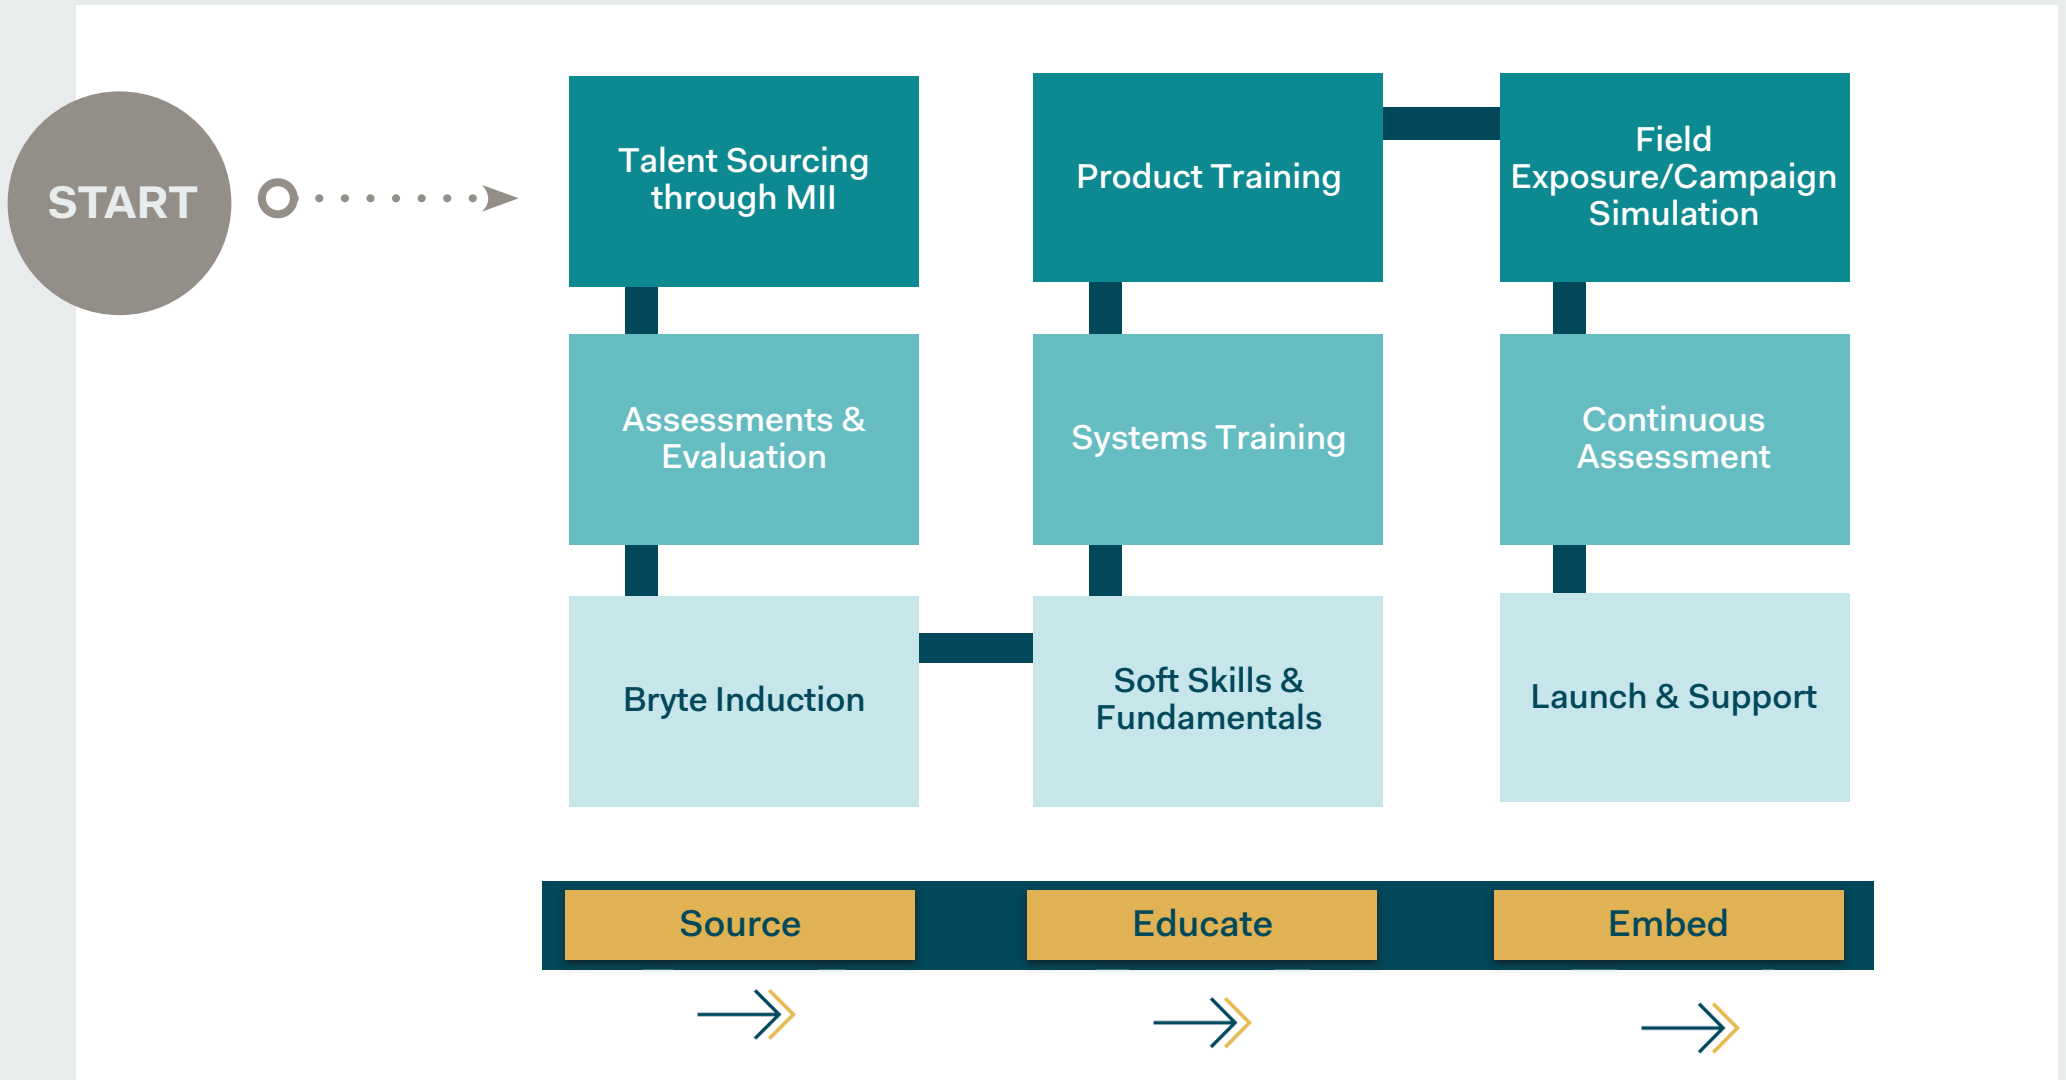 START
Talent Sourcing
through MII
Assessments &
Evaluation
Bryte Induction
Product Training
Systems Training
Soft Skills &
Fundamentals
Field
Exposure/Campaign
Simulation
Continuous
Assessment
Launch & Support
Source
Educate
Embed